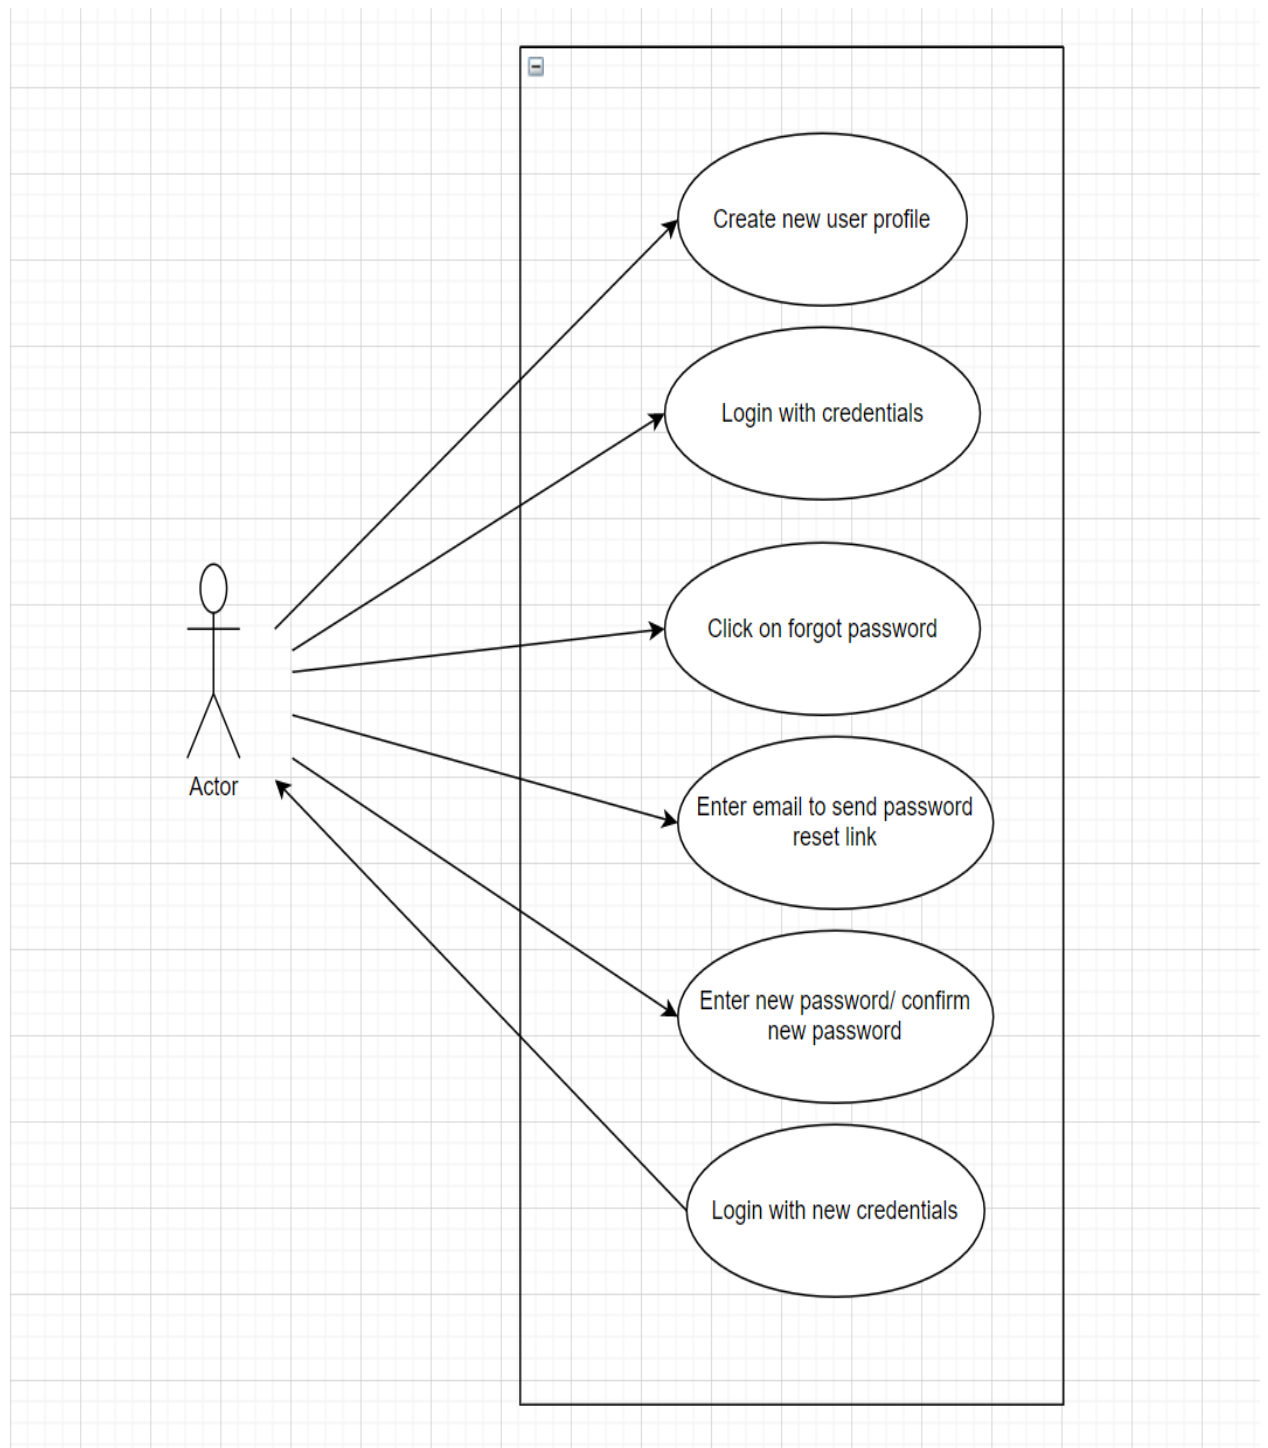 Create new user profile
Login with credentials
Click on forgot password
Actor
Enter email to send password
reset link
Enter new password/ confirm
new password
Login with new credentials